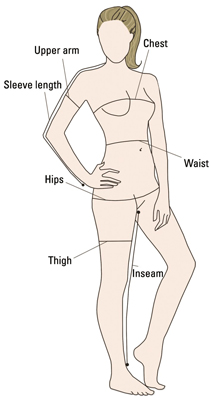 Upper arm
Chest
Sleeve length
Waist
Hips
Thigh
Inseam